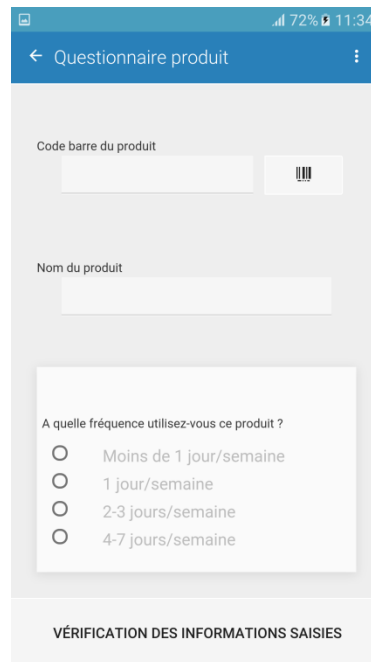 72% 11:34
Questionnaire produit
Code barre du produit
Nom du produit
A quelle fréquence utilisez-vous ce produit ?
Moins de 1 jour/semaine
1 jour/semaine
2-3 jours/semaine
4-7 jours/semaine
VÉRIFICATION DES INFORMATIONS SAISIES